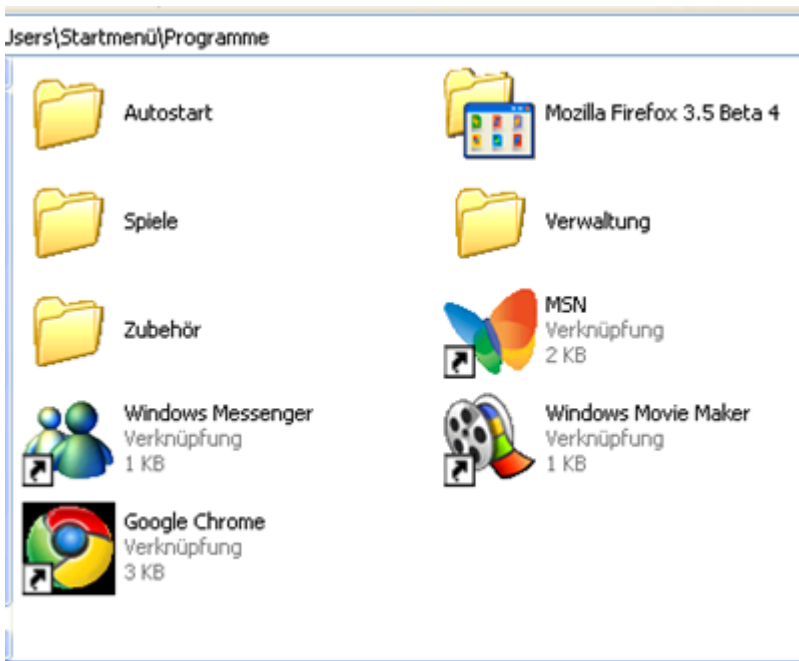 Users\Startmenü\Programme
Autostart
Mozilla Firefox 3.5 Beta 4
Spiele
Verwaltung
Zubehör
MSN
Verknüpfung
2 KB
Windows Messenger
Verknüpfung
1 KB
Windows Movie Maker
Verknüpfung
1 KB
Google Chrome
Verknüpfung
3 KB